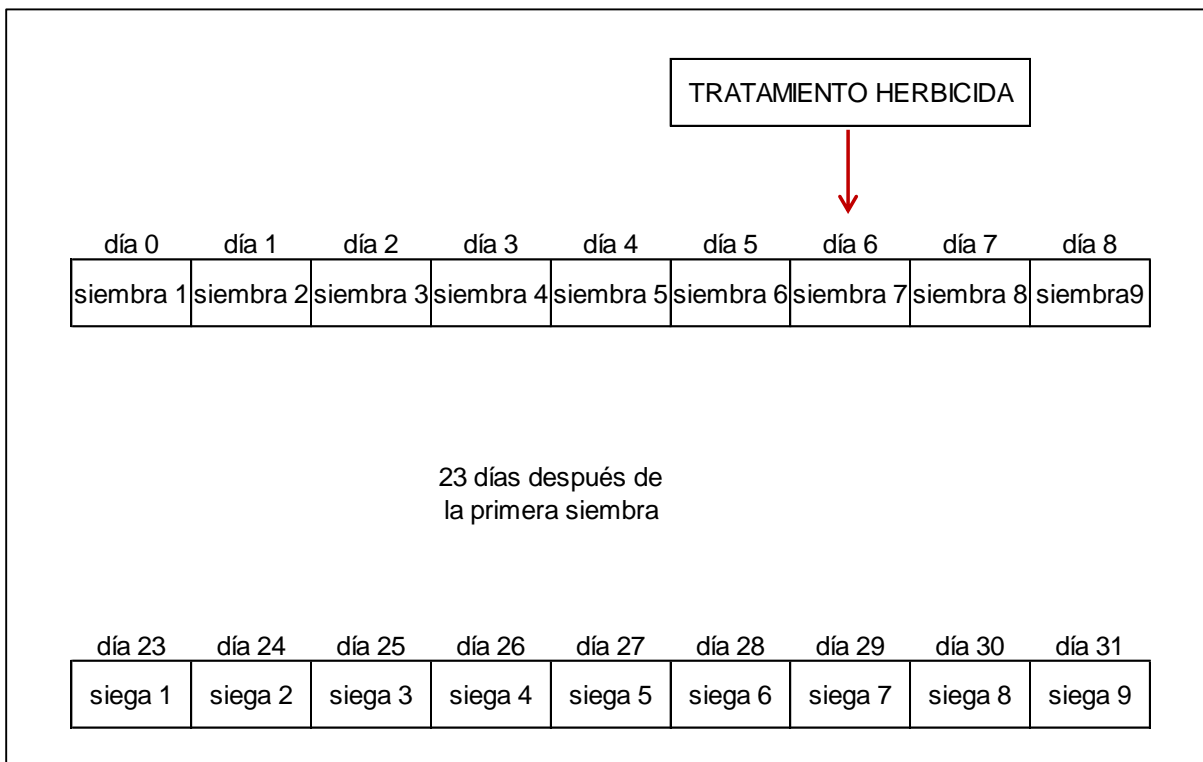 TRATAMIENTO HERBICIDA
día 0 día 1 día 2 día 3 día 4 día 5 día 6 día 7 día 8
siembra 1 siembra 2 siembra 3 siembra 4 siembra 5 siembra 6 siembra 7 siembra 8 siembra9
23 días después de
la primera siembra
día 23 día 24 día 25 día 26 día 27 día 28 día 29 día 30 día 31
siega 1 siega 2 siega 3 siega 4 siega 5 siega 6 siega 7 siega 8 siega 9